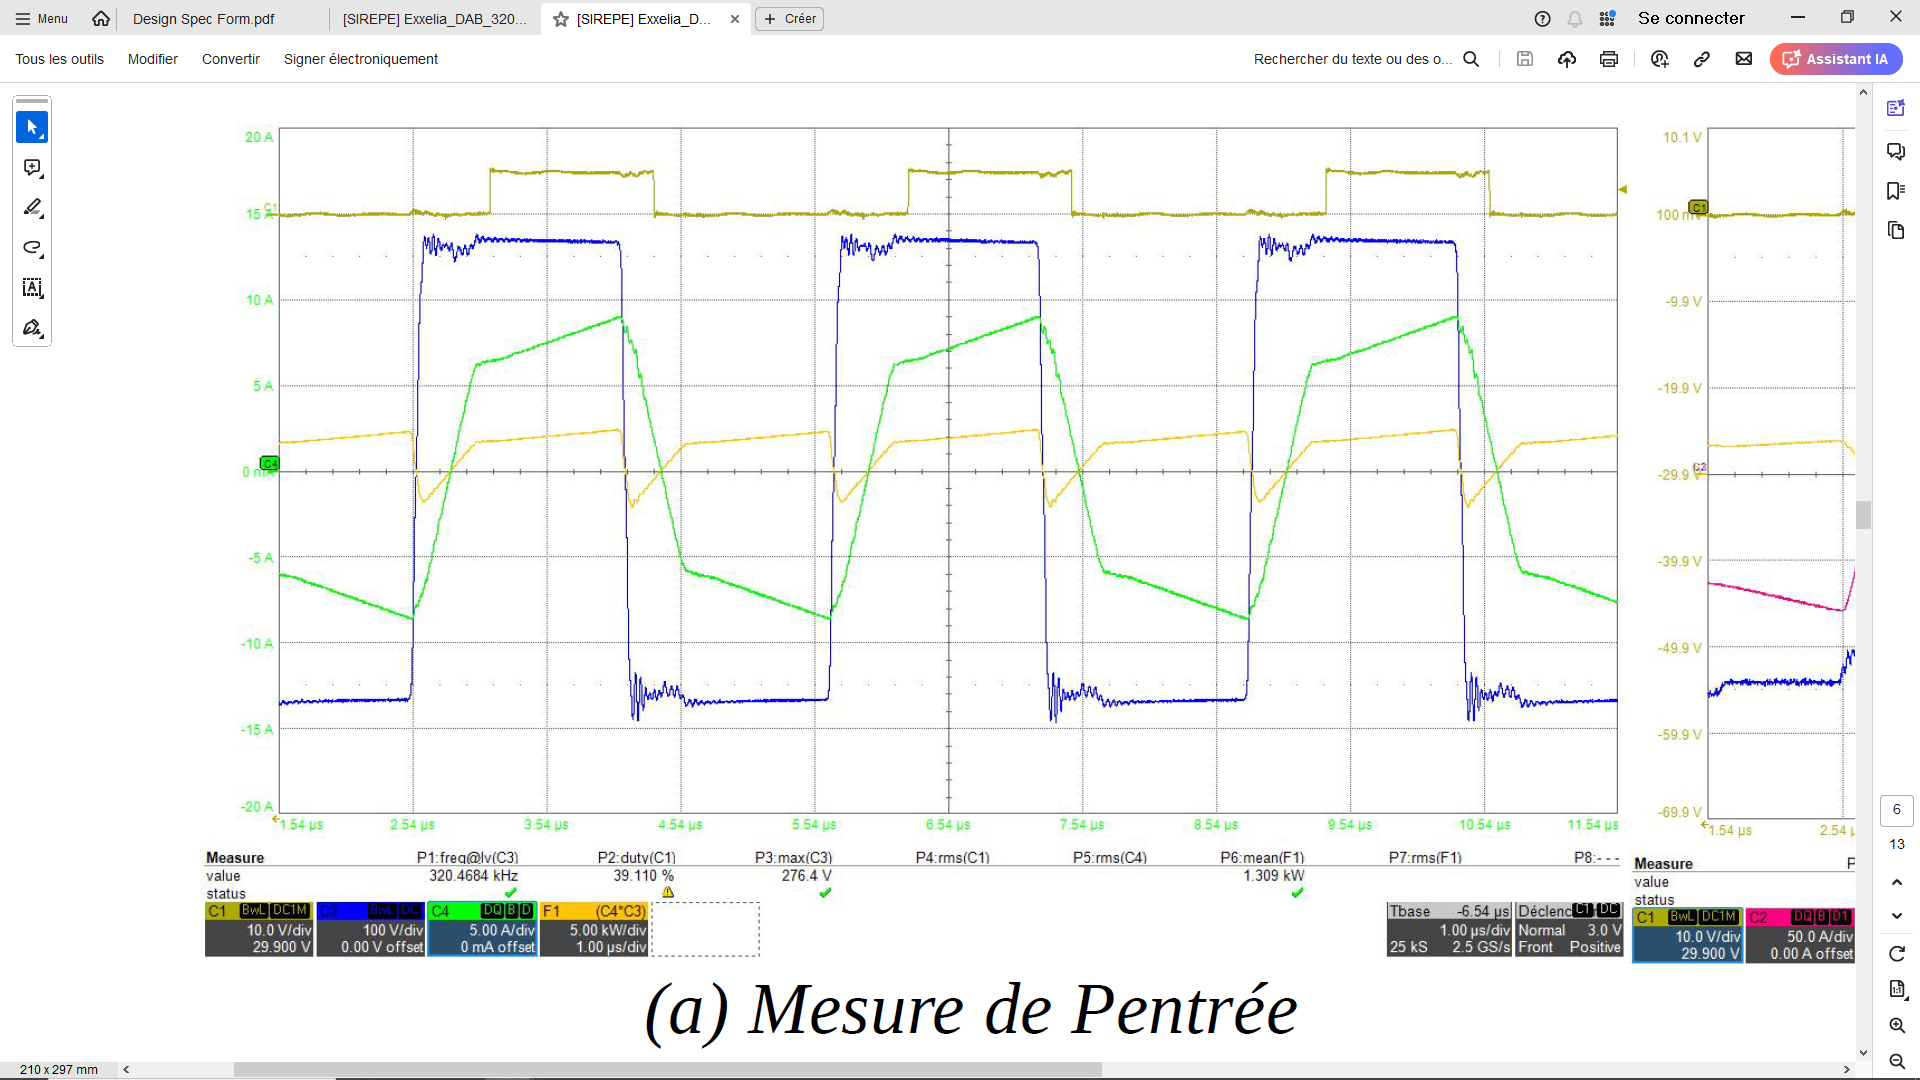 Menu
Design Spec Form.pdf
[SIREPE] Exxelia_DAB_320...
[SIREPE] Exxelia_D...
Créer
Se connecter
Tous les outils
Modifier
Convertir
Signer électroniquement
Rechercher du texte ou des o...
Assistant IA
20 A
15 A
10 A
5 A
0 m
-5 A
-10 A
-15 A
-20 A
C1
C4
1.54 µs 2.54 µs 3.54 µs 4.54 µs 5.54 µs 6.54 µs 7.54 µs 8.54 µs 9.54 µs 10.54 µs 11.54 µs
Measure P1:freq@lv(C3) P2:duty(C1) P3:max(C3) P4:rms(C1) P5:rms(C4) P6:mean(F1) P7:rms(F1) P8:- - -
value 320.4684 kHz 39.110 % 276.4 V 1.309 kW
status
C1 BwL DC1M
10.0 V/div
29.900 V
C3 BwL DC
100 V/div
0.00 V offset
C4 DQ B D
5.00 A/div
0 mA offset
F1 (C4*C3)
5.00 kW/div
1.00 µs/div
Tbase -6.54 µs
1.00 µs/div
25 kS 2.5 GS/s
Déclenc C1 DC
Normal 3.0 V
Front Positive
10.1 V
100 m
-9.9 V
-19.9 V
-29.9 V
-39.9 V
-49.9 V
-59.9 V
-69.9 V
C1
1.54 µs 2.54 µ
Measure P
value
status
C1 BwL DC1M
10.0 V/div
29.900 V
C2 DQ B D1
50.0 A/div
0.00 A offset
(a) Mesure de Pentrée
6
13
1:1
210 x 297 mm